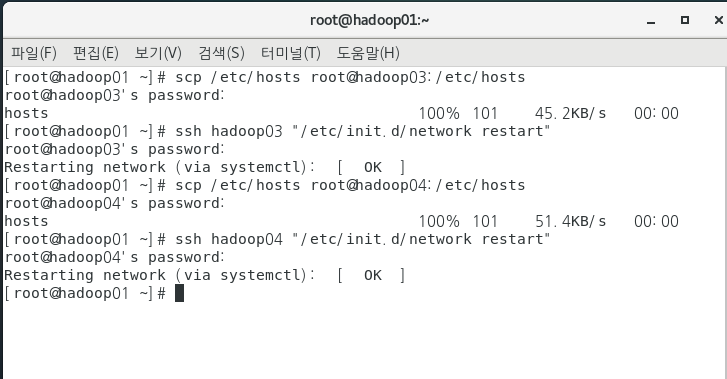 root@hadoop01:~
파일(F) 편집(E) 보기(V) 검색(S) 터미널(T) 도움말(H)
[root@hadoop01 ~]# scp /etc/hosts root@hadoop03:/etc/hosts
root@hadoop03's password:
hosts 100% 101 45.2KB/s 00:00
[root@hadoop01 ~]# ssh hadoop03 "/etc/init.d/network restart"
root@hadoop03's password:
Restarting network (via systemctl): [ OK ]
[root@hadoop01 ~]# scp /etc/hosts root@hadoop04:/etc/hosts
root@hadoop04's password:
hosts 100% 101 51.4KB/s 00:00
[root@hadoop01 ~]# ssh hadoop04 "/etc/init.d/network restart"
root@hadoop04's password:
Restarting network (via systemctl): [ OK ]
[root@hadoop01 ~]#